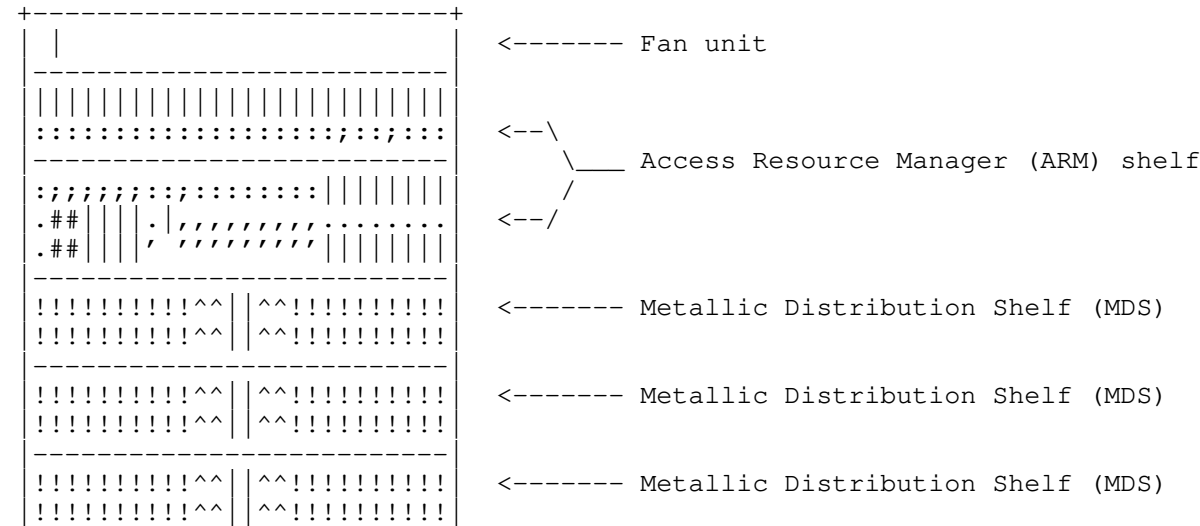 +--------------------------+
| |                        |  <------- Fan unit
|--------------------------|
||||||||||||||||||||||||||||
|:::::::::::::::::::;::;:::|  <--\
|--------------------------|      \___ Access Resource Manager (ARM) shelf
|:;;;;;;::;::::::::|||||||||      /
|.##||||.|,,,,,,,,,........|  <--/
|.##||||' '''''''''|||||||||
|--------------------------|
|!!!!!!!!!!^^||^^!!!!!!!!!!|  <------- Metallic Distribution Shelf (MDS)
|!!!!!!!!!!^^||^^!!!!!!!!!!|
|--------------------------|
|!!!!!!!!!!^^||^^!!!!!!!!!!|  <------- Metallic Distribution Shelf (MDS)
|!!!!!!!!!!^^||^^!!!!!!!!!!|
|--------------------------|
|!!!!!!!!!!^^||^^!!!!!!!!!!|  <------- Metallic Distribution Shelf (MDS)
|!!!!!!!!!!^^||^^!!!!!!!!!!|